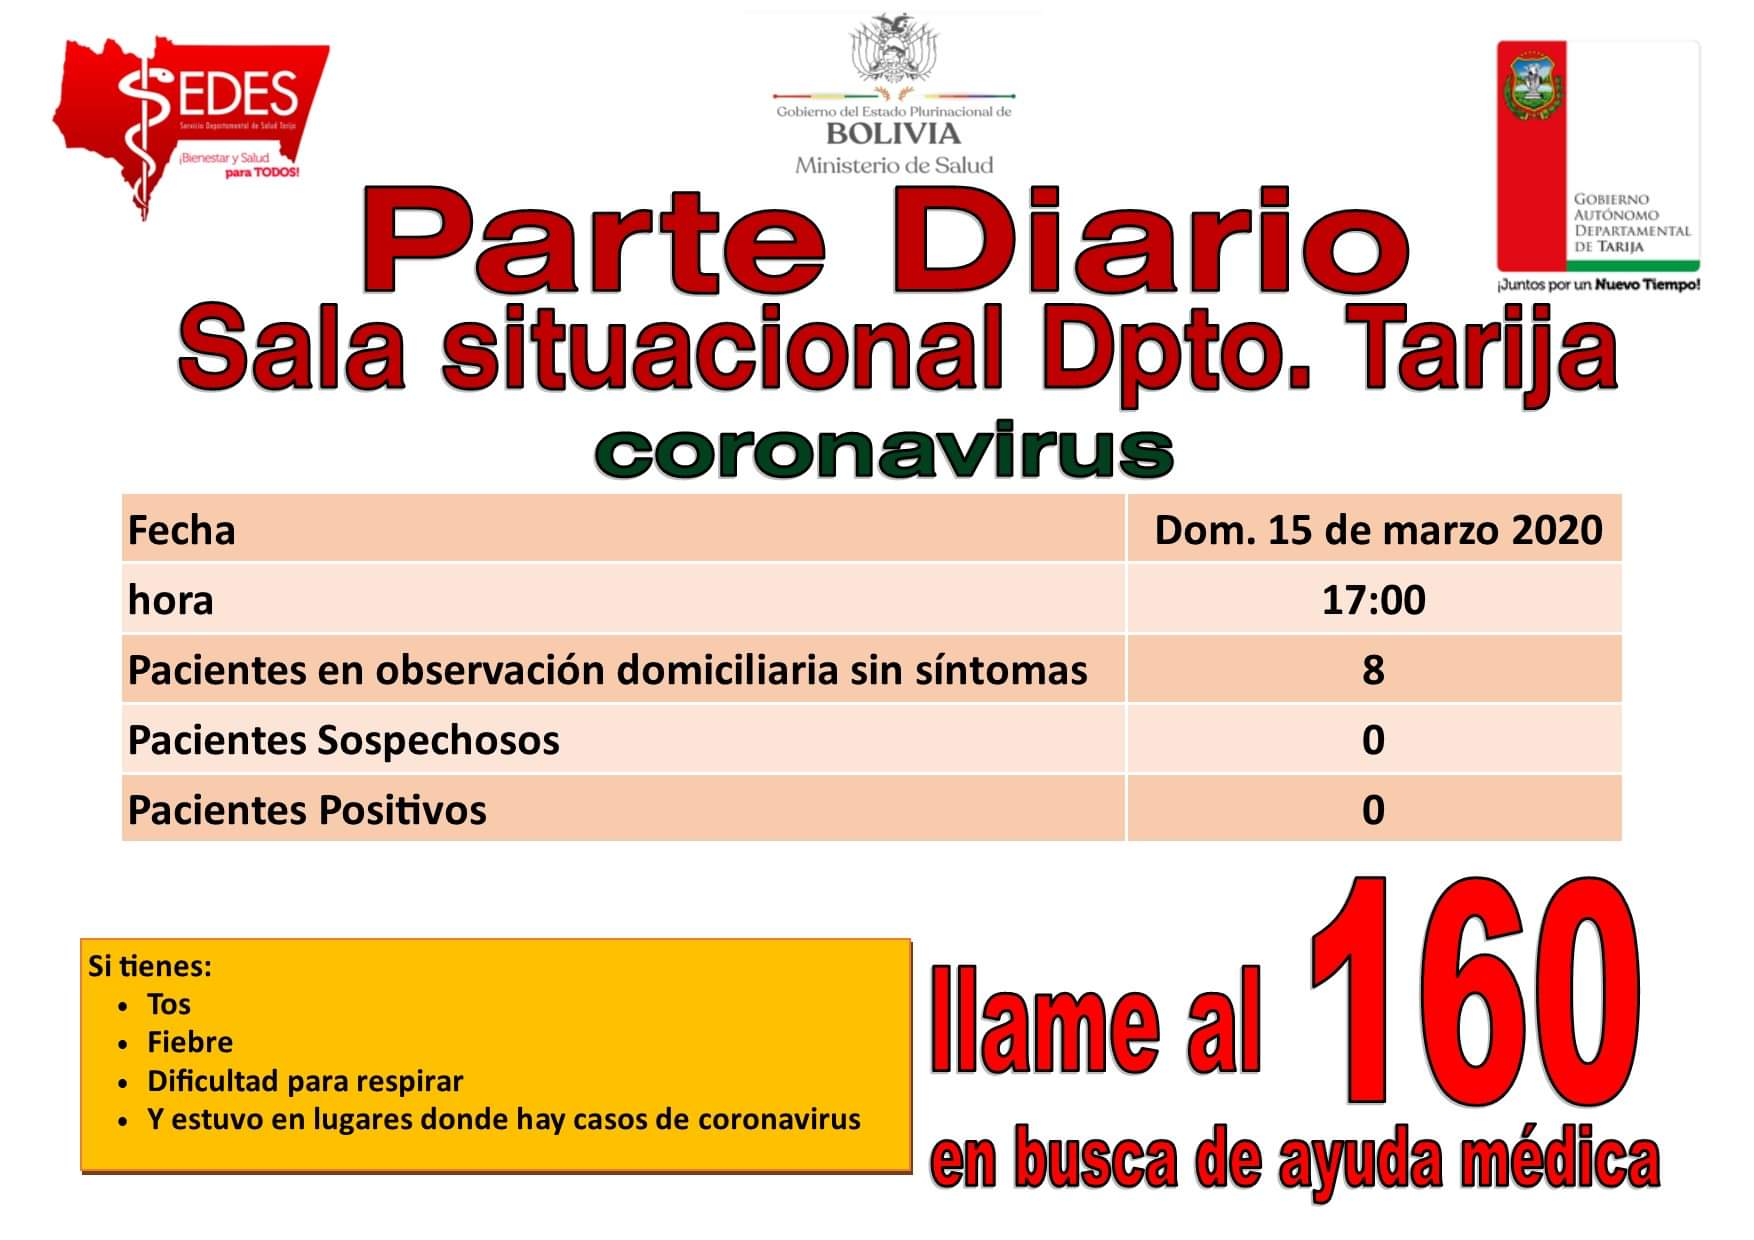 SEDES
Servicio Departamental de Salud Tarija
¡Bienestar y Salud
para TODOS!
Gobierno del Estado Plurinacional de
BOLIVIA
Ministerio de Salud
GOBIERNO
AUTÓNOMO
DEPARTAMENTAL
DE TARIJA
¡Juntos por un Nuevo Tiempo!
Parte Diario
Sala situacional Dpto. Tarija
coronavirus
Fecha Dom. 15 de marzo 2020
hora 17:00
Pacientes en observación domiciliaria sin síntomas 8
Pacientes Sospechosos 0
Pacientes Positivos 0
Si tienes:
• Tos
• Fiebre
• Dificultad para respirar
• Y estuvo en lugares donde hay casos de coronavirus
llame al 160
en busca de ayuda médica